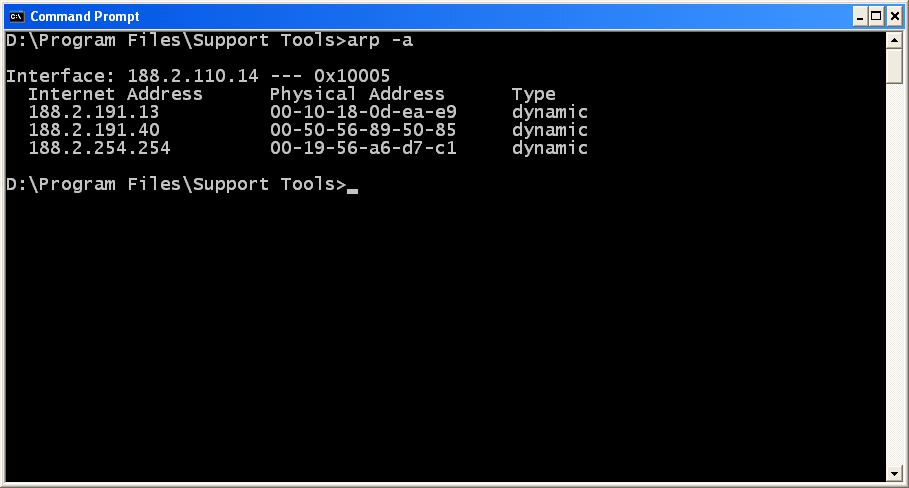 Command Prompt
D:\Program Files\Support Tools>arp -a
Interface: 188.2.110.14 --- 0x10005
Internet Address Physical Address Type
188.2.191.13 00-10-18-0d-ea-e9 dynamic
188.2.191.40 00-50-56-89-50-85 dynamic
188.2.254.254 00-19-56-a6-d7-c1 dynamic
D:\Program Files\Support Tools>_